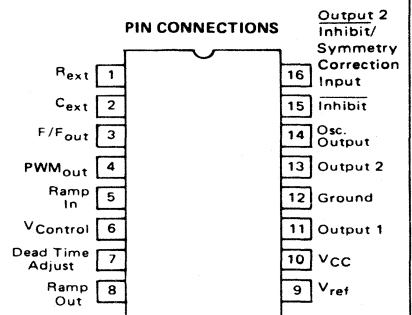 PIN CONNECTIONS
Output 2
Inhibit/
Symmetry
Correction
Input
Rext 1
16
Cext 2
15 Inhibit
F/Fout 3
14 Osc.
Output
PWMout 4
13 Output 2
Ramp
In 5
12 Ground
VControl 6
11 Output 1
Dead Time
Adjust 7
10 VCC
Ramp
Out 8
9 Vref